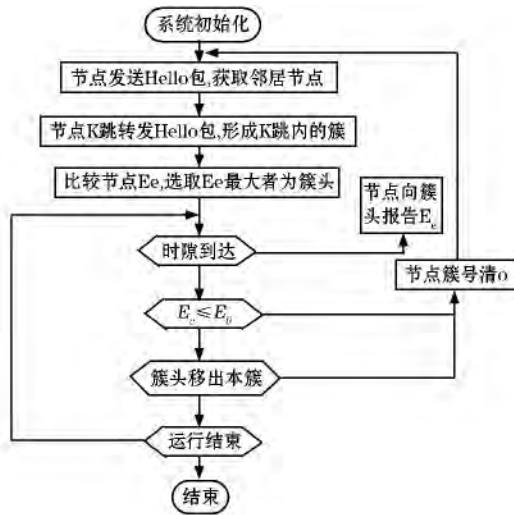 系统初始化
节点发送Hello包,获取邻居节点
节点K跳转发Hello包,形成K跳内的簇
比较节点Ee,选取Ee最大者为簇头
节点向簇
头报告E_e
时隙到达
节点簇号清o
E_c≤E_0
簇头移出本簇
运行结束
结束